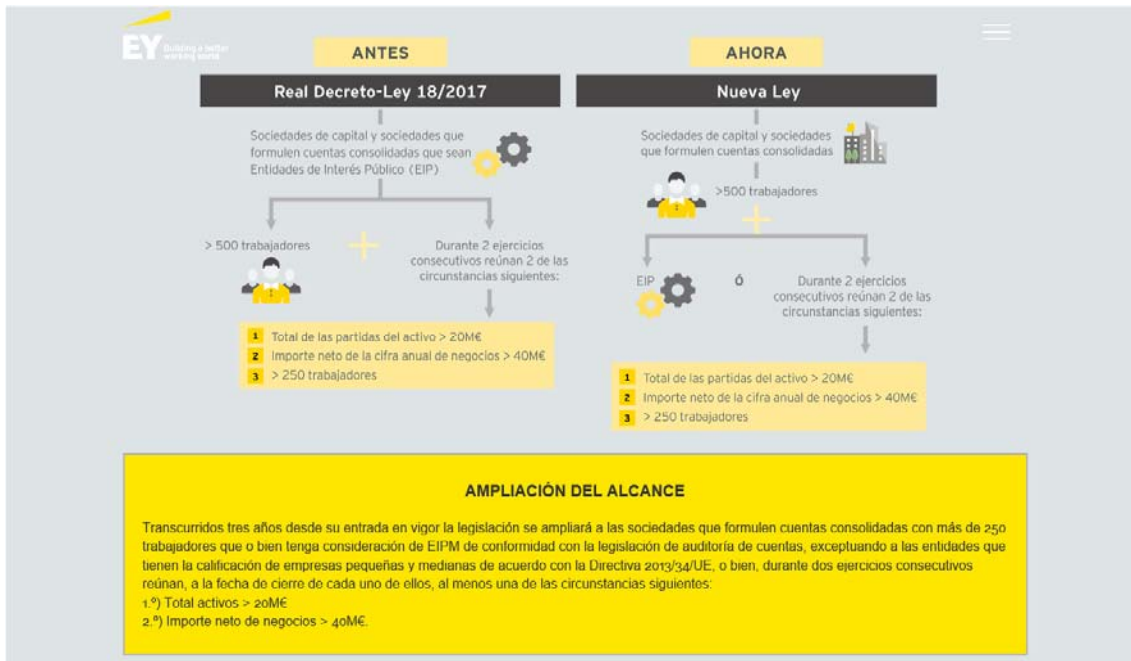 EY Building a better
working world
ANTES
Real Decreto-Ley 18/2017
Sociedades de capital y sociedades que
formulen cuentas consolidadas que sean
Entidades de Interés Público (EIP)
> 500 trabajadores
+
Durante 2 ejercicios
consecutivos reúnan 2 de las
circunstancias siguientes:
1 Total de las partidas del activo > 20M€
2 Importe neto de la cifra anual de negocios > 40M€
3 > 250 trabajadores
AHORA
Nueva Ley
Sociedades de capital y sociedades
que formulen cuentas consolidadas
>500 trabajadores
+
EIP
Ó
Durante 2 ejercicios
consecutivos reúnan 2 de las
circunstancias siguientes:
1 Total de las partidas del activo > 20M€
2 Importe neto de la cifra anual de negocios > 40M€
3 > 250 trabajadores
AMPLIACIÓN DEL ALCANCE
Transcurridos tres años desde su entrada en vigor la legislación se ampliará a las sociedades que formulen cuentas consolidadas con más de 250
trabajadores que o bien tenga consideración de EIPM de conformidad con la legislación de auditoría de cuentas, exceptuando a las entidades que
tienen la calificación de empresas pequeñas y medianas de acuerdo con la Directiva 2013/34/UE, o bien, durante dos ejercicios consecutivos
reúnan, a la fecha de cierre de cada uno de ellos, al menos una de las circunstancias siguientes:
1.º) Total activos > 20M€
2.ª) Importe neto de negocios > 40M€.